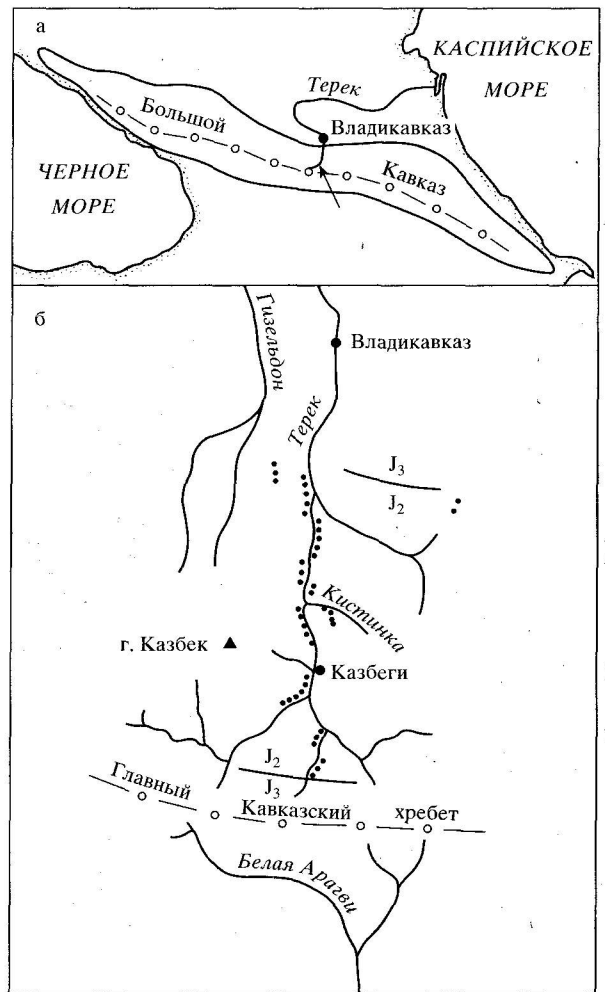 а
КАСПИЙСКОЕ
МОРЕ
Терек
Большой
Владикавказ
Кавказ
ЧЕРНОЕ
МОРЕ
б
Гизельдон
Владикавказ
Терек
J₃
J₂
Кистинка
г. Казбек
Казбеги
J₂
J₃
Главный Кавказский хребет
Белая Арагви